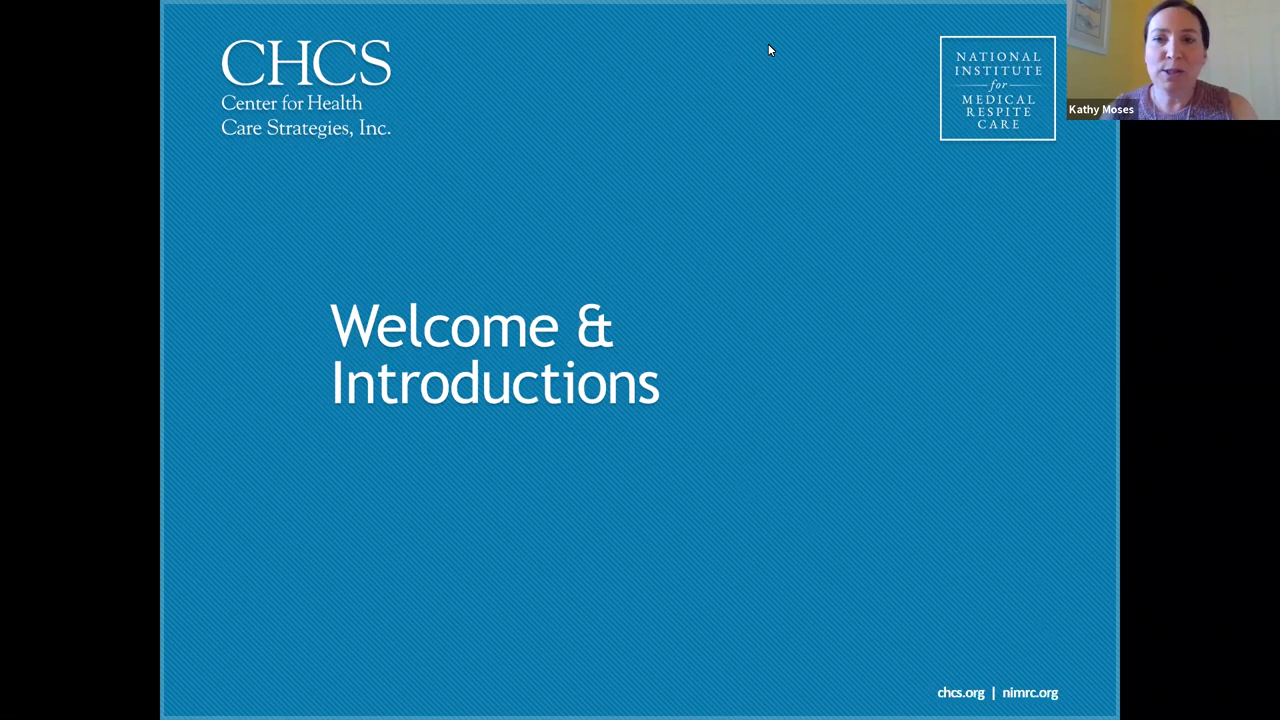 CHCS
Center for Health
Care Strategies, Inc.
NATIONAL
INSTITUTE
for
MEDICAL
RESPITE
CARE
Kathy Moses
Welcome &
Introductions
chcs.org | nimrc.org